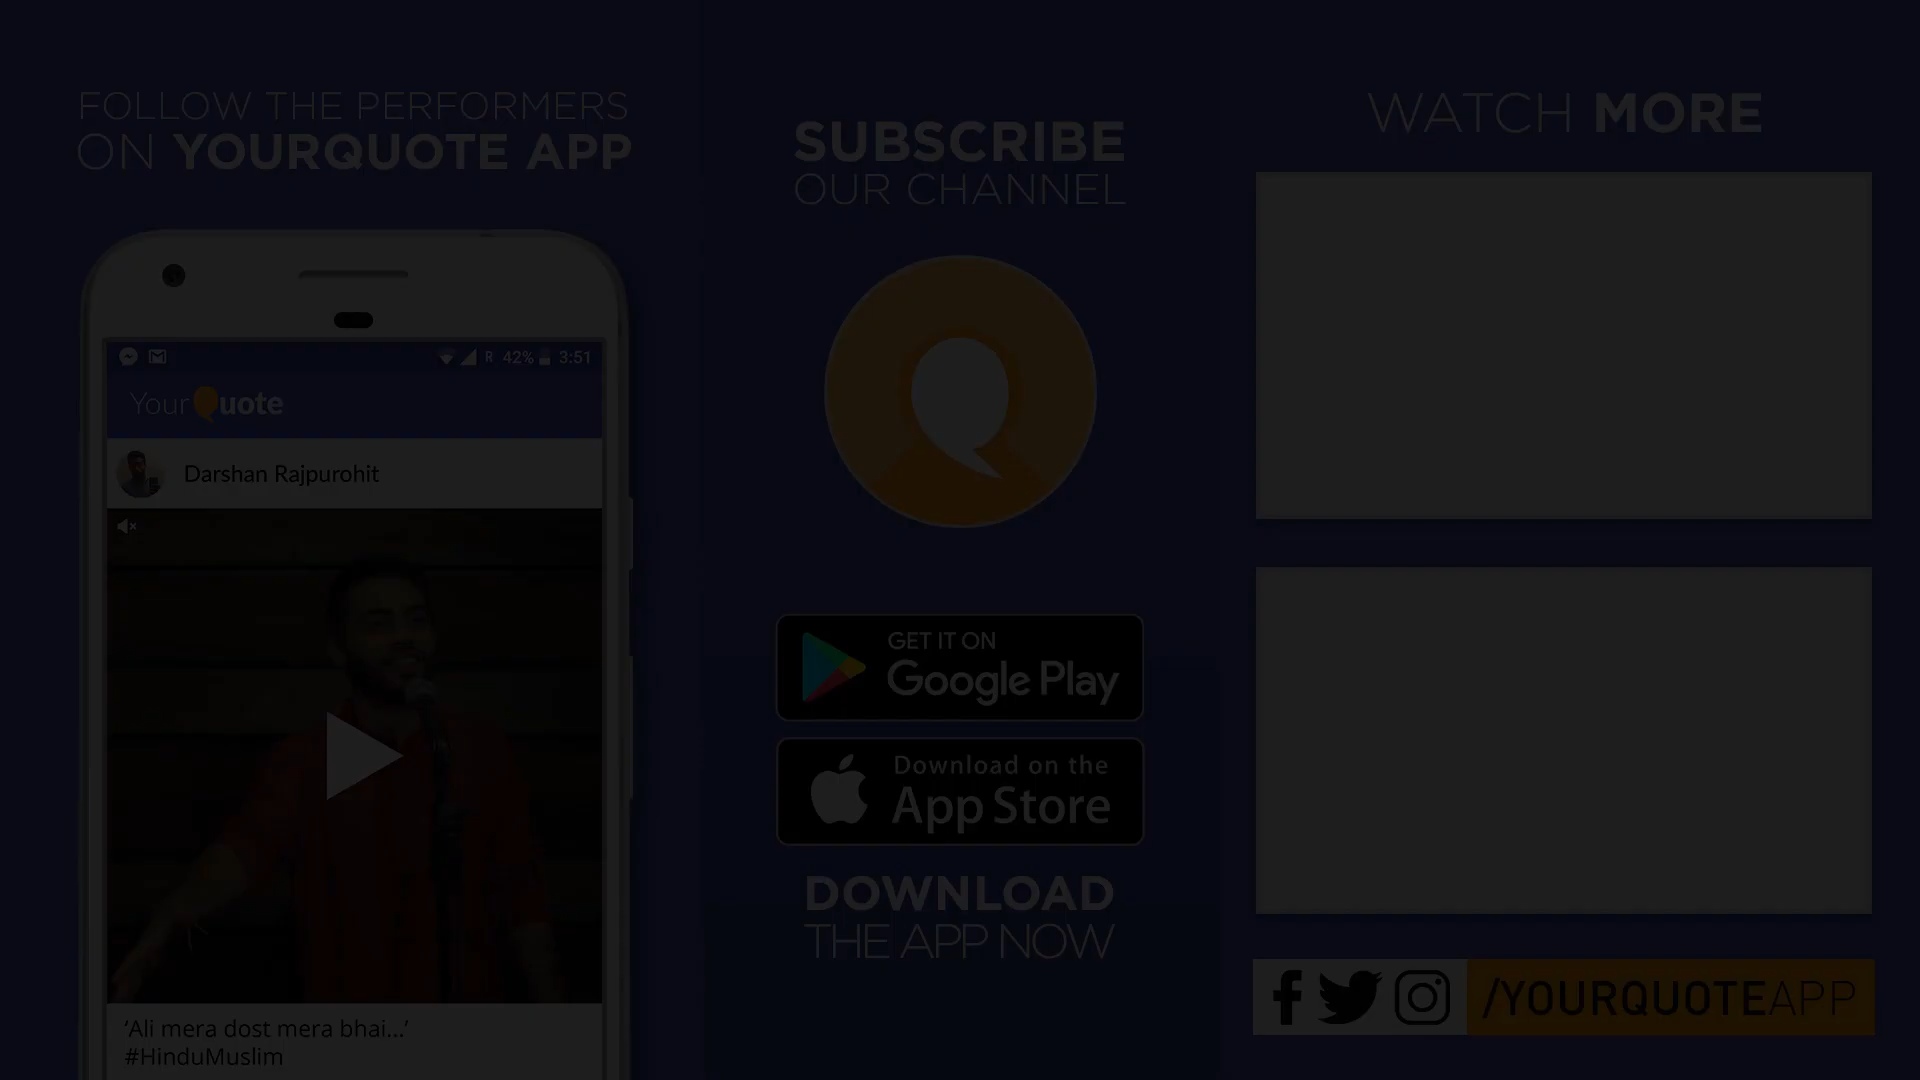 FOLLOW THE PERFORMERS
ON YOURQUOTE APP
R 42% 3:51
YourQuote
Darshan Rajpurohit
'Ali mera dost mera bhai...'
#HinduMuslim
SUBSCRIBE
OUR CHANNEL
GET IT ON
Google Play
Download on the
App Store
DOWNLOAD
THE APP NOW
WATCH MORE
/YOURQUOTEAPP